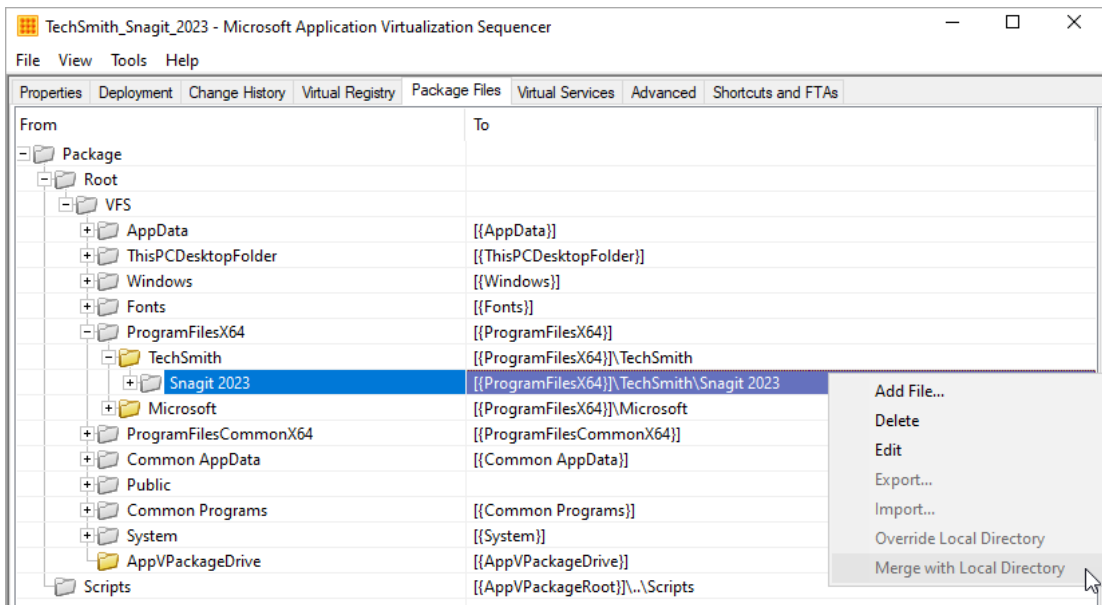 TechSmith_Snagit_2023 - Microsoft Application Virtualization Sequencer
File View Tools Help
Properties Deployment Change History Virtual Registry Package Files Virtual Services Advanced Shortcuts and FTAs
From To
Package
Root
VFS
AppData [{AppData}]
ThisPCDesktopFolder [{ThisPCDesktopFolder}]
Windows [{Windows}]
Fonts [{Fonts}]
ProgramFilesX64 [{ProgramFilesX64}]
TechSmith [{ProgramFilesX64}]\TechSmith
Snagit 2023 [{ProgramFilesX64}]\TechSmith\Snagit 2023
Microsoft [{ProgramFilesX64}]\Microsoft
ProgramFilesCommonX64 [{ProgramFilesCommonX64}]
Common AppData [{Common AppData}]
Public
Common Programs [{Common Programs}]
System [{System}]
AppVPackageDrive [{AppVPackageDrive}]
Scripts [{AppVPackageRoot}]\..\Scripts
Add File...
Delete
Edit
Export...
Import...
Override Local Directory
Merge with Local Directory